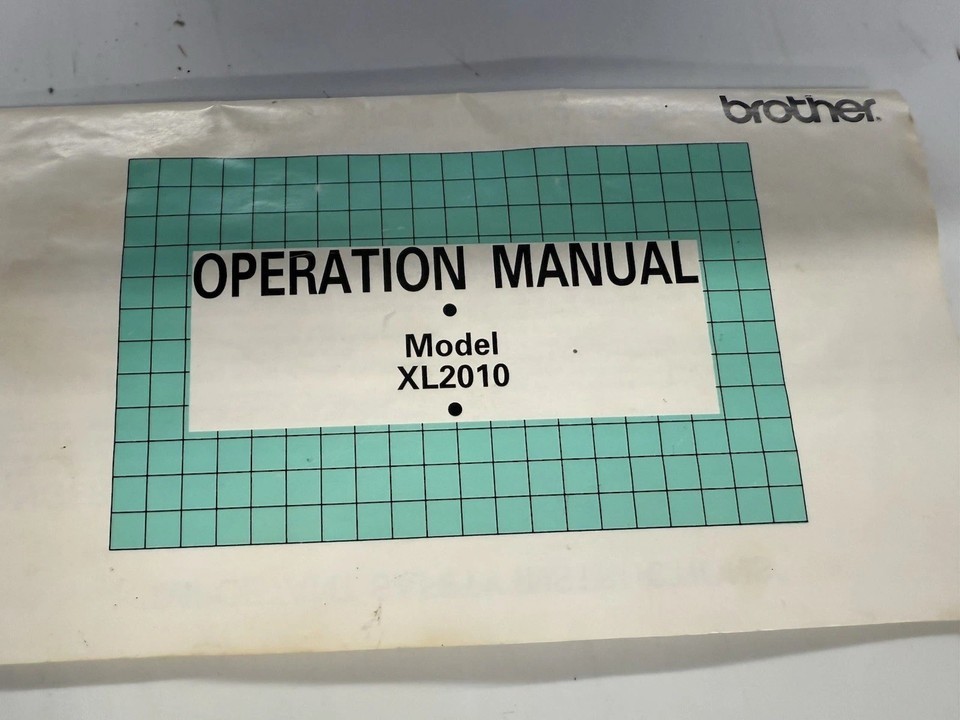 brother.
OPERATION MANUAL
•
Model
XL2010
•